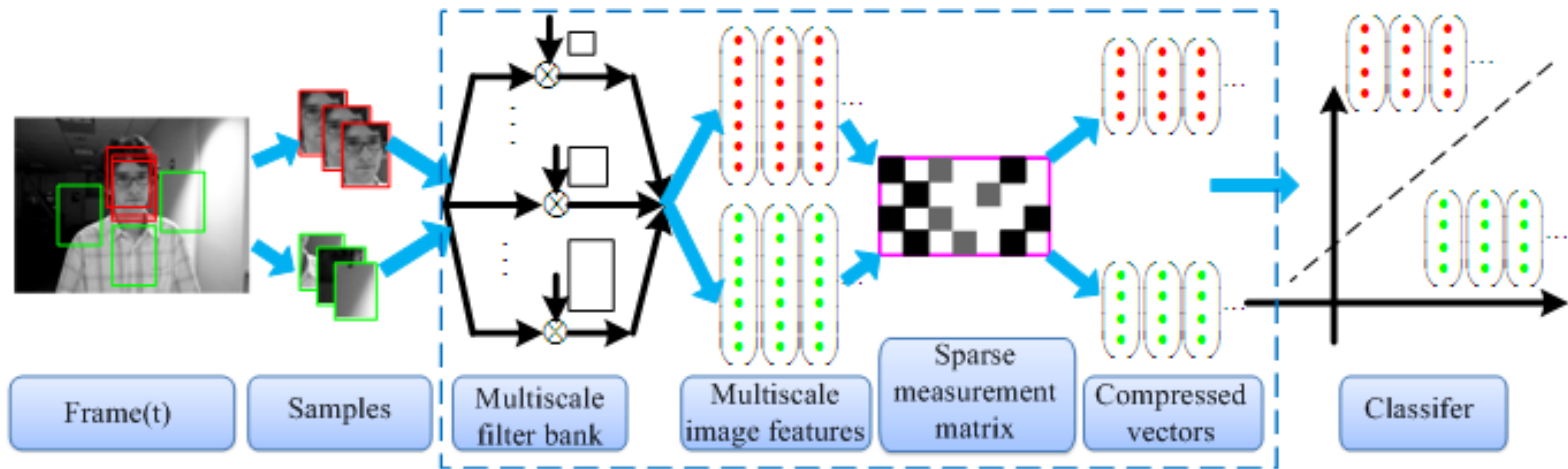 Frame(t)
Samples
Multiscale
filter bank
Multiscale
image features
Sparse
measurement
matrix
Compressed
vectors
Classifer